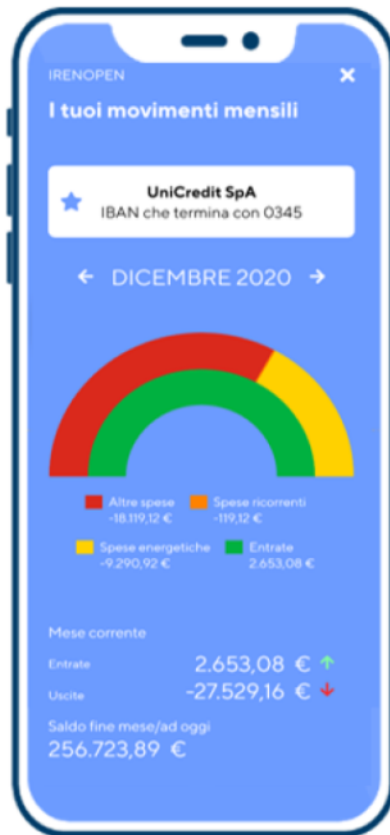 IRENOPEN
I tuoi movimenti mensili
UniCredit SpA
IBAN che termina con 0345
← DICEMBRE 2020 →
Altre spese
-18.119,12 €
Spese ricorrenti
-119,12 €
Spese energetiche
-9.290,92 €
Entrate
2.653,08 €
Mese corrente
Entrate 2.653,08 € ↑
Uscite -27.529,16 € ↓
Saldo fine mese/ad oggi
256.723,89 €